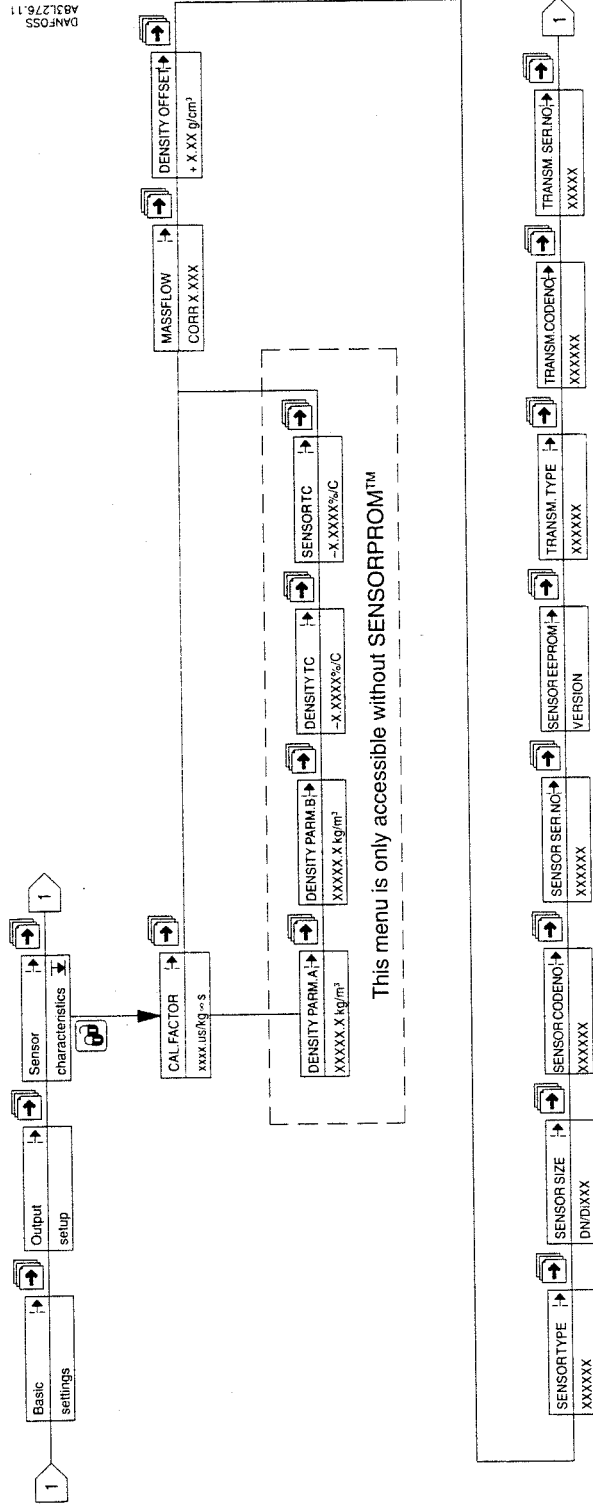 DANFOSS
A83L276.11
1
Basic
settings
Output
setup
Sensor
characteristics
1
CAL.FACTOR
xxxx.us/kg∞s
MASSFLOW
CORR X.XXX
DENSITY OFFSET
+ X.XX g/cm³
DENSITY PARM.A
XXXXX.X kg/m³
DENSITY PARM.B
XXXXX.X kg/m³
DENSITY TC
–X.XXXX%/C
SENSOR TC
–X.XXXX%/C
This menu is only accessible without SENSORPROM™
SENSOR TYPE
XXXXXX
SENSOR SIZE
DN/DiXXX
SENSOR CODENO
XXXXXX
SENSOR SER.NO
XXXXXX
SENSOR EEPROM
VERSION
TRANSM. TYPE
XXXXXX
TRANSM.CODENO
XXXXXX
TRANSM. SER.NO
XXXXX
1